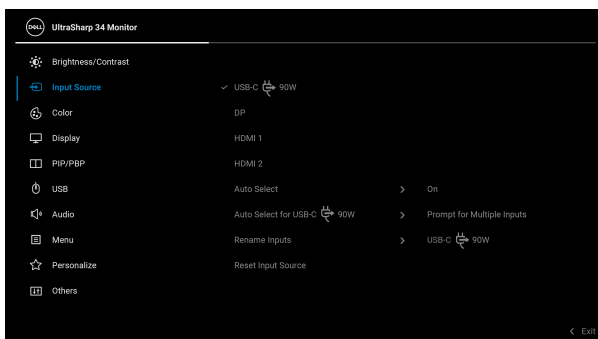 DELL UltraSharp 34 Monitor
Brightness/Contrast
Input Source
USB-C 90W
Color
DP
Display
HDMI 1
PIP/PBP
HDMI 2
USB
Auto Select
On
Audio
Auto Select for USB-C 90W
Prompt for Multiple Inputs
Menu
Rename Inputs
USB-C 90W
Personalize
Reset Input Source
Others
Exit